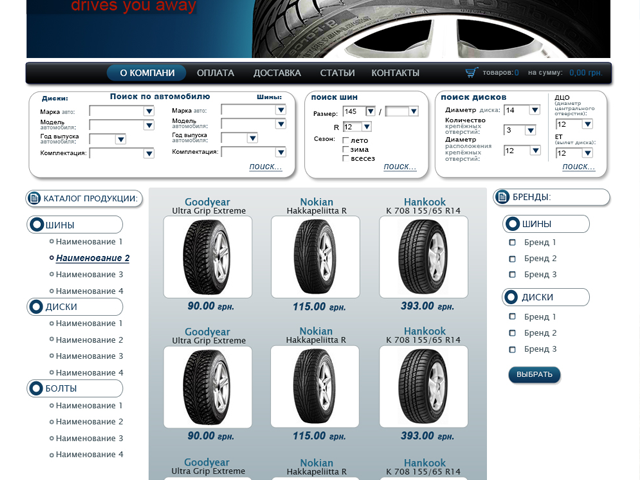 drives you away
О КОМПАНИ ОПЛАТА ДОСТАВКА СТАТЬИ КОНТАКТЫ товаров:0 на сумму: 0,00 грн.
Поиск по автомобилю
Диски: Шины:
Марка авто: Марка авто:
Модель автомобиля: Модель автомобиля:
Год выпуска автомобиля: Год выпуска автомобиля:
Комплектация: Комплектация:
поиск...
поиск шин
Размер: 145 /
R 12
Сезон: лето
зима
всесез
поиск...
поиск дисков
Диаметр диска: 14
Количество крепёжных отверстий: 3
Диаметр расположения крепёжных отверстий: 12
ДЦО
(диаметр центрального отверстия)
12
ET
(вылет диска)
12
поиск...
КАТАЛОГ ПРОДУКЦИИ:
ШИНЫ
Наименование 1
Наименование 2
Наименование 3
Наименование 4
ДИСКИ
Наименование 1
Наименование 2
Наименование 3
Наименование 4
БОЛТЫ
Наименование 1
Наименование 2
Наименование 3
Наименование 4
Goodyear Nokian Hankook
Ultra Grip Extreme Hakkapeliitta R K 708 155/65 R14
90.00 грн. 115.00 грн. 393.00 грн.
Goodyear Nokian Hankook
Ultra Grip Extreme Hakkapeliitta R K 708 155/65 R14
90.00 грн. 115.00 грн. 393.00 грн.
Goodyear Nokian Hankook
Ultra Grip Extreme Hakkapeliitta R K 708 155/65 R14
БРЕНДЫ:
ШИНЫ
Бренд 1
Бренд 2
Бренд 3
ДИСКИ
Бренд 1
Бренд 2
Бренд 3
ВЫБРАТЬ